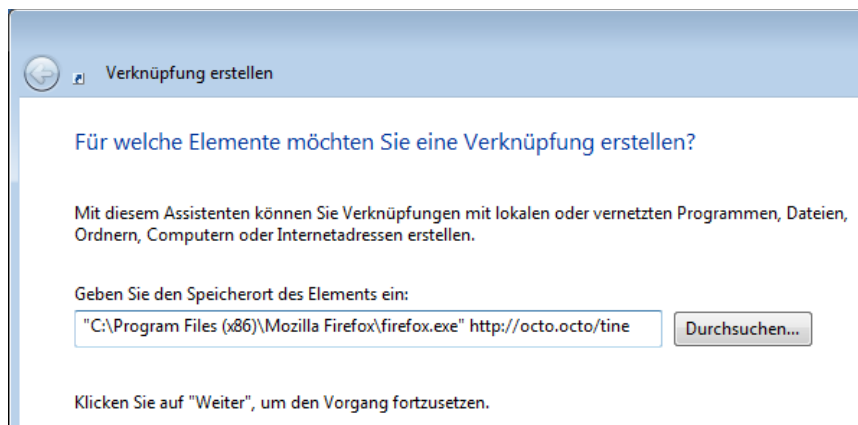 Verknüpfung erstellen
Für welche Elemente möchten Sie eine Verknüpfung erstellen?
Mit diesem Assistenten können Sie Verknüpfungen mit lokalen oder vernetzten Programmen, Dateien,
Ordnern, Computern oder Internetadressen erstellen.
Geben Sie den Speicherort des Elements ein:
"C:\Program Files (x86)\Mozilla Firefox\firefox.exe" http://octo.octo/tine
Durchsuchen...
Klicken Sie auf "Weiter", um den Vorgang fortzusetzen.